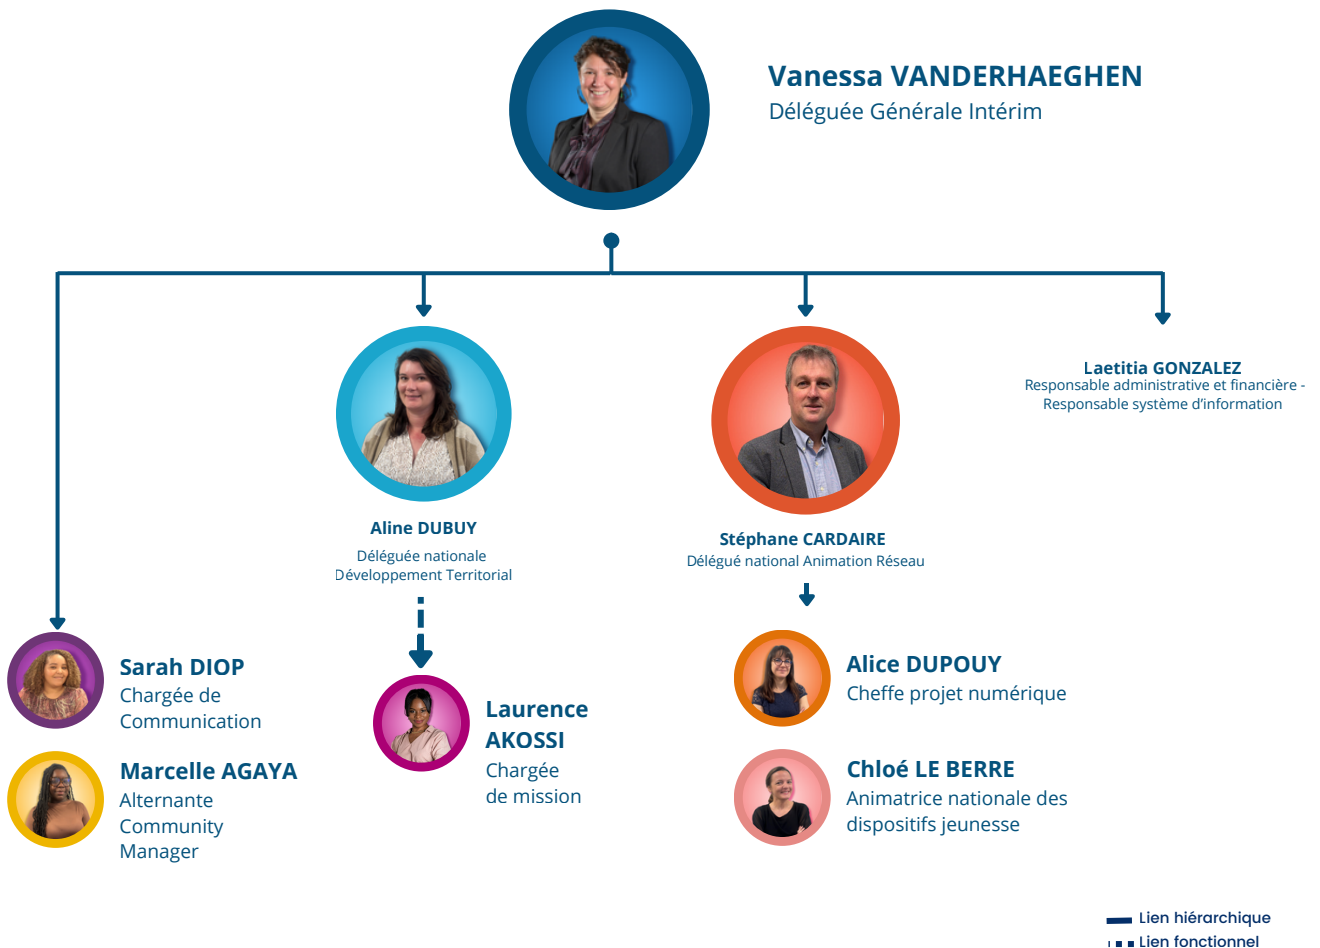 Vanessa VANDERHAEGHEN
Déléguée Générale Intérim
Laetitia GONZALEZ
Responsable administrative et financière -
Responsable système d'information
Aline DUBUY
Déléguée nationale
Développement Territorial
Stéphane CARDAIRE
Délégué national Animation Réseau
Sarah DIOP
Chargée de
Communication
Marcelle AGAYA
Alternante
Community
Manager
Laurence
AKOSSI
Chargée
de mission
Alice DUPOUY
Cheffe projet numérique
Chloé LE BERRE
Animatrice nationale des
dispositifs jeunesse
Lien hiérarchique
Lien fonctionnel